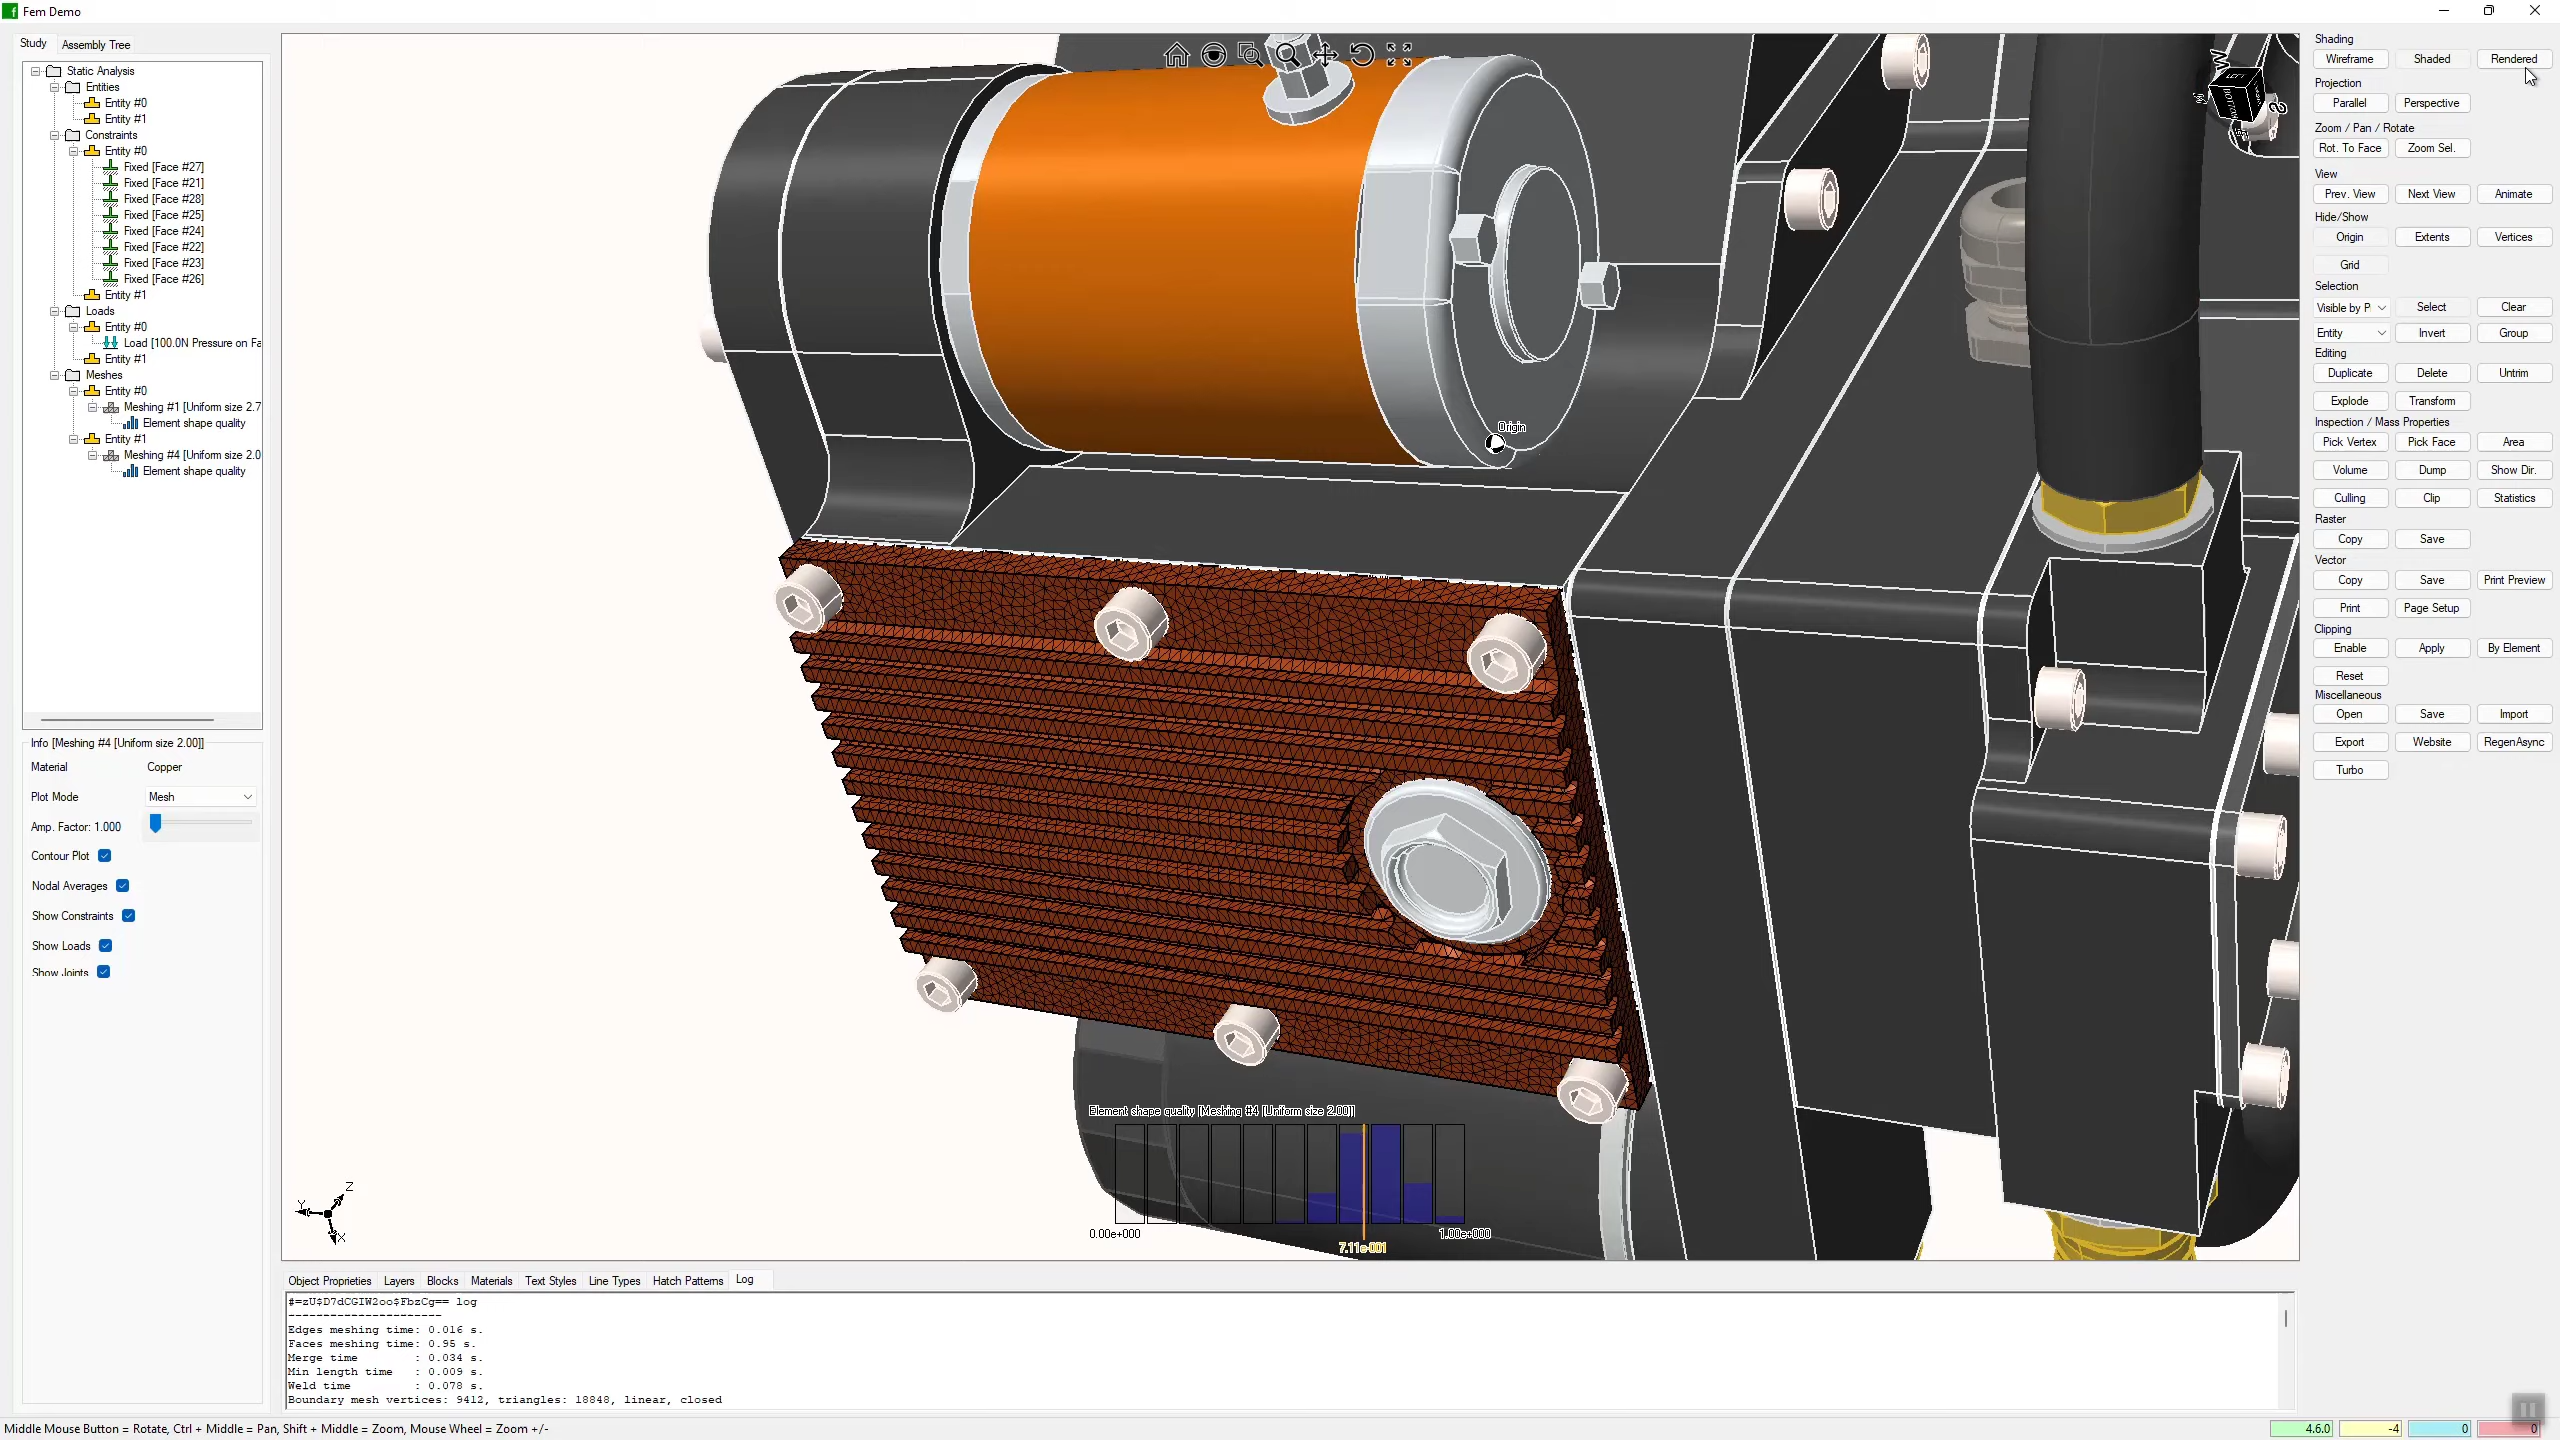 Fem Demo
Study
Assembly Tree
Static Analysis
Entities
Entity #0
Entity #1
Constraints
Entity #0
Fixed [Face #27]
Fixed [Face #21]
Fixed [Face #28]
Fixed [Face #25]
Fixed [Face #24]
Fixed [Face #22]
Fixed [Face #23]
Fixed [Face #26]
Entity #1
Loads
Entity #0
Load [100.0N Pressure on Fa
Entity #1
Meshes
Entity #0
Meshing #1 [Uniform size 2.7
Element shape quality
Entity #1
Meshing #4 [Uniform size 2.0
Element shape quality
Info [Meshing #4 [Uniform size 2.00]]
Material Copper
Plot Mode Mesh
Amp. Factor: 1.000
Contour Plot
Nodal Averages
Show Constraints
Show Loads
Show Joints
Origin
Z
Y
X
Element shape quality [Meshing #4 [Uniform size 2.00]]
0.00e+000
1.00e+000
7.11e-001
Object Proprieties Layers Blocks Materials Text Styles Line Types Hatch Patterns Log
#=zU$D7dCGIW2oo$FbzCg== log
-----------------------
Edges meshing time: 0.016 s.
Faces meshing time: 0.95 s.
Merge time : 0.034 s.
Min length time : 0.009 s.
Weld time : 0.078 s.
Boundary mesh vertices: 9412, triangles: 18848, linear, closed
Shading
Wireframe Shaded Rendered
Projection
Parallel Perspective
Zoom / Pan / Rotate
Rot. To Face Zoom Sel.
View
Prev. View Next View Animate
Hide/Show
Origin Extents Vertices
Grid
Selection
Visible by P Select Clear
Entity Invert Group
Editing
Duplicate Delete Untrim
Explode Transform
Inspection / Mass Properties
Pick Vertex Pick Face Area
Volume Dump Show Dir.
Culling Clip Statistics
Raster
Copy Save
Vector
Copy Save Print Preview
Print Page Setup
Clipping
Enable Apply By Element
Reset
Miscellaneous
Open Save Import
Export Website RegenAsync
Turbo
Middle Mouse Button = Rotate, Ctrl + Middle = Pan, Shift + Middle = Zoom, Mouse Wheel = Zoom +/-
4.6.0 -4 0 0